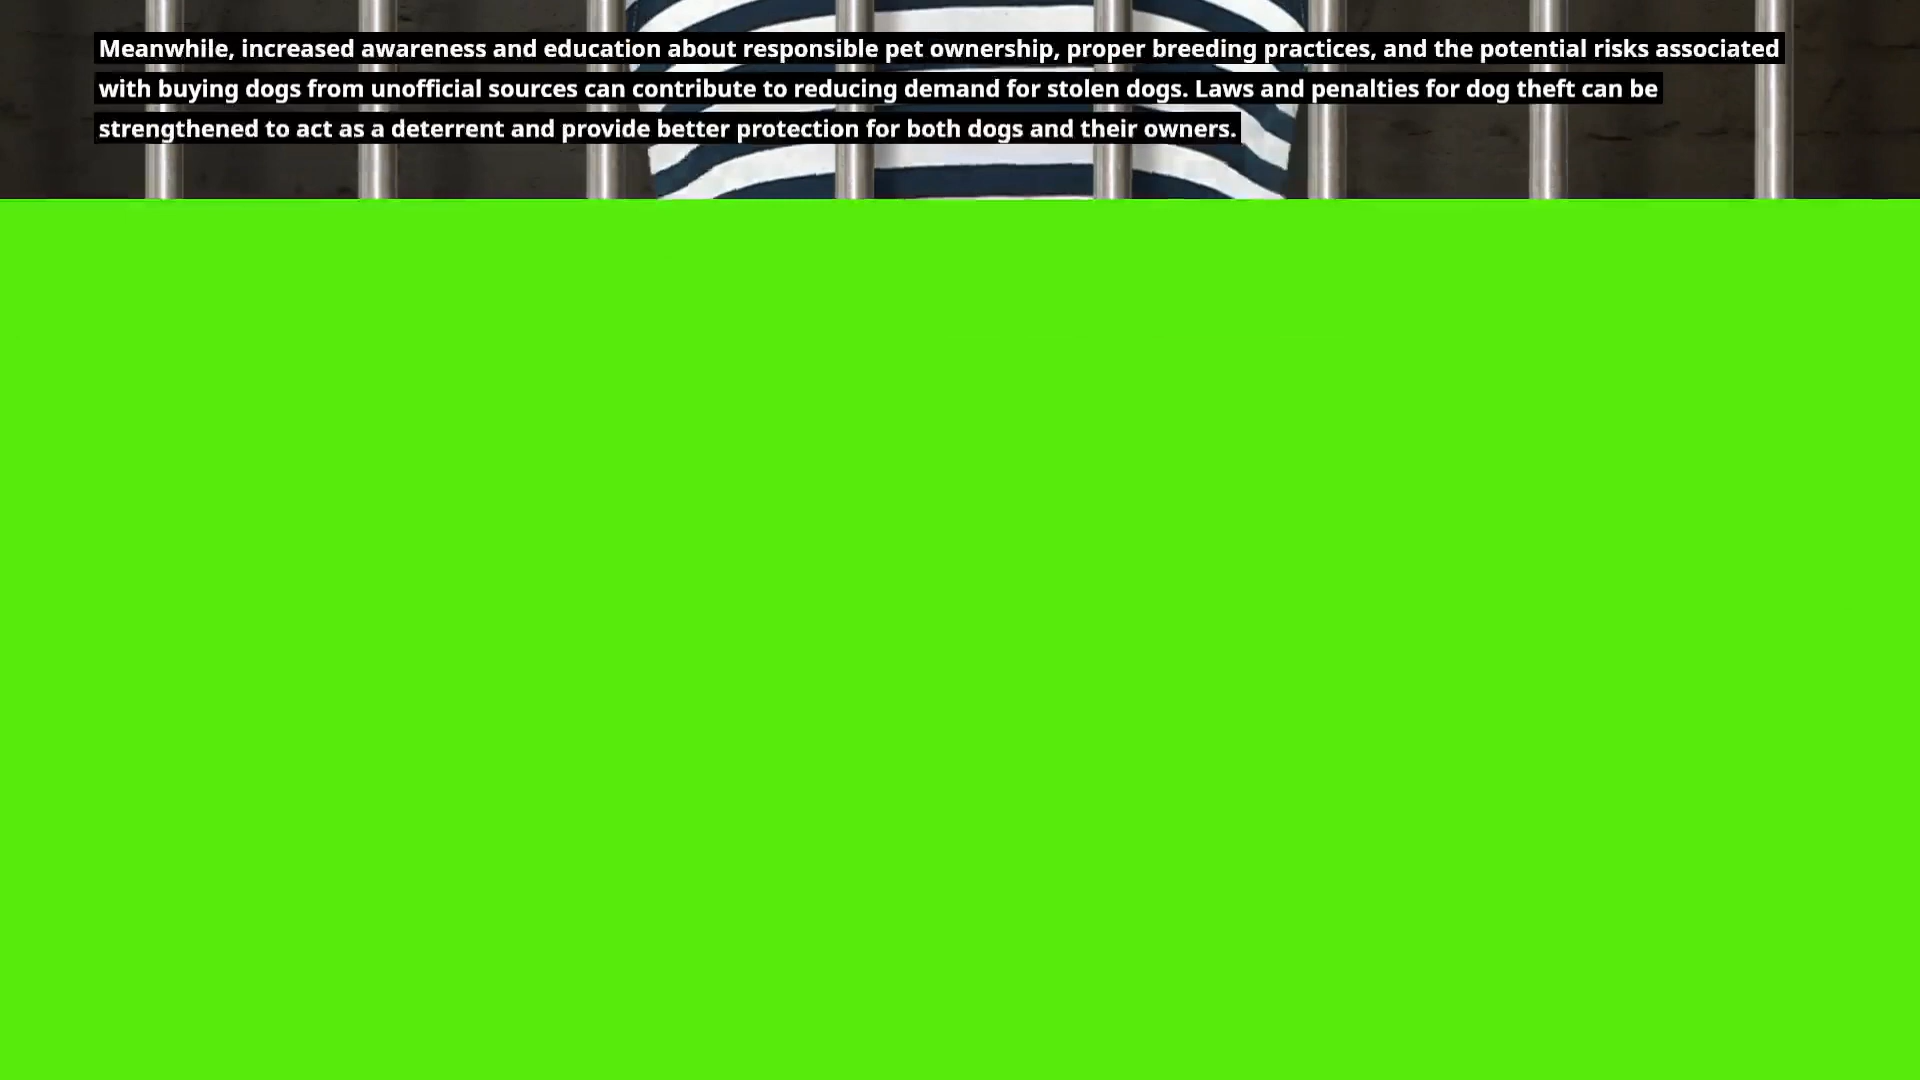 Meanwhile, increased awareness and education about responsible pet ownership, proper breeding practices, and the potential risks associated
with buying dogs from unofficial sources can contribute to reducing demand for stolen dogs. Laws and penalties for dog theft can be
strengthened to act as a deterrent and provide better protection for both dogs and their owners.